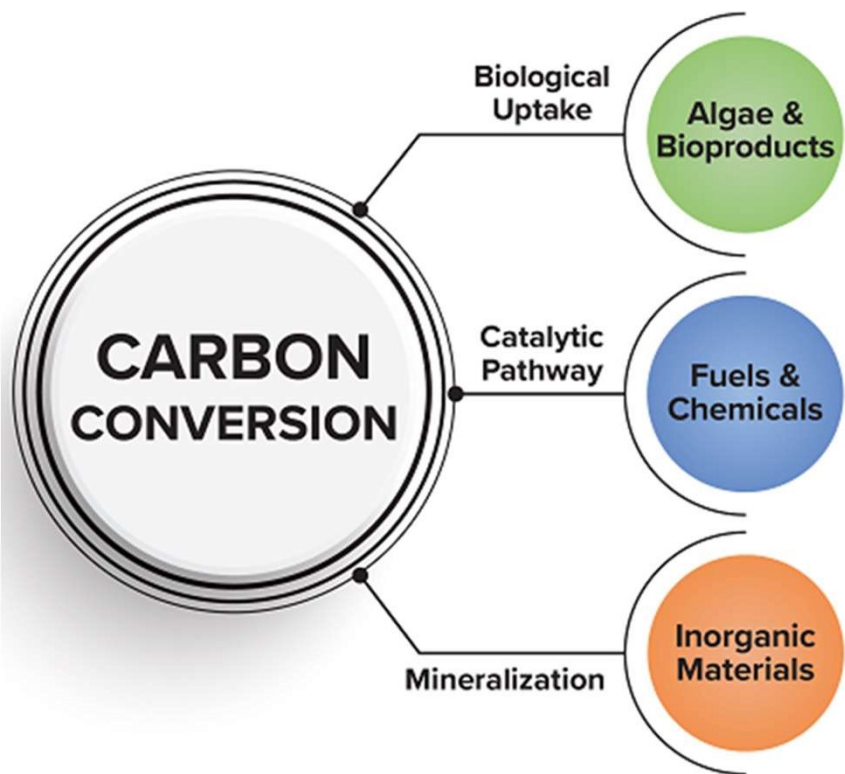 CARBON
CONVERSION
Biological
Uptake
Algae &
Bioproducts
Catalytic
Pathway
Fuels &
Chemicals
Mineralization
Inorganic
Materials